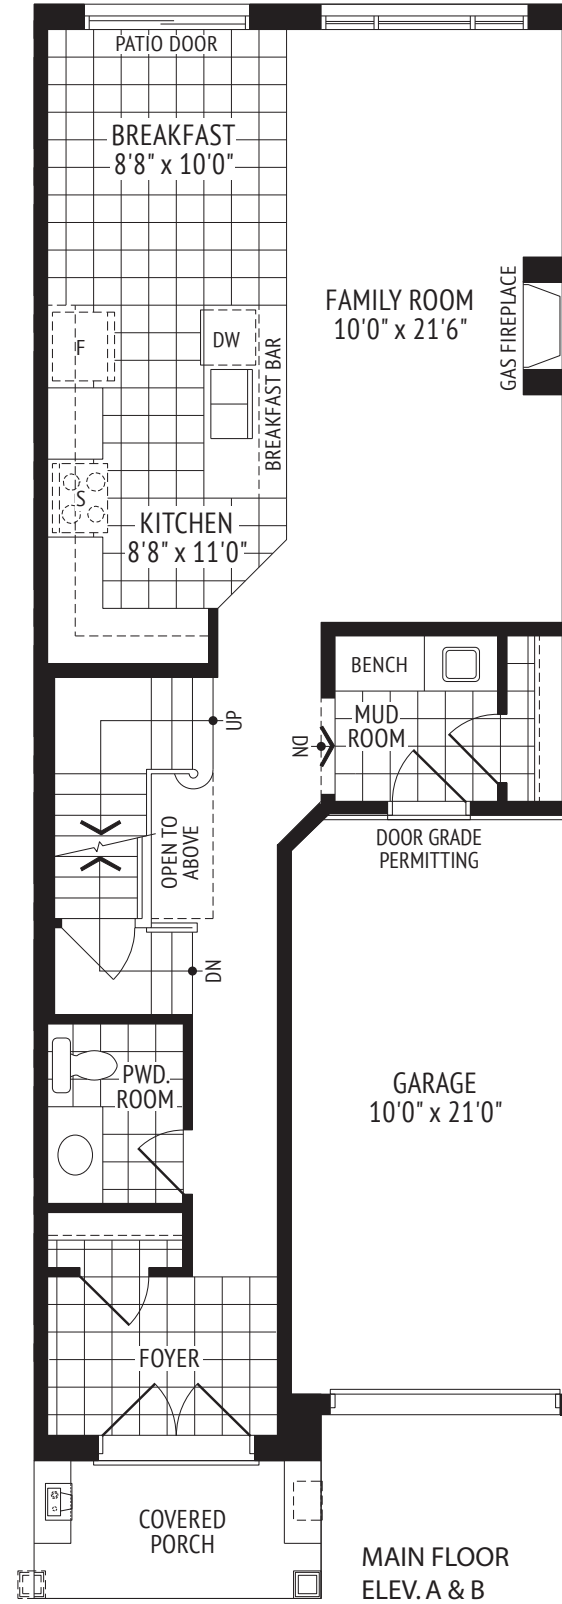 PATIO DOOR
BREAKFAST
8'8" x 10'0"
FAMILY ROOM
10'0" x 21'6"
GAS FIREPLACE
F
DW
BREAKFAST BAR
S
KITCHEN
8'8" x 11'0"
BENCH
MUD
ROOM
UP
DN
OPEN TO
ABOVE
DOOR GRADE
PERMITTING
DN
PWD.
ROOM
GARAGE
10'0" x 21'0"
FOYER
COVERED
PORCH
MAIN FLOOR
ELEV. A & B